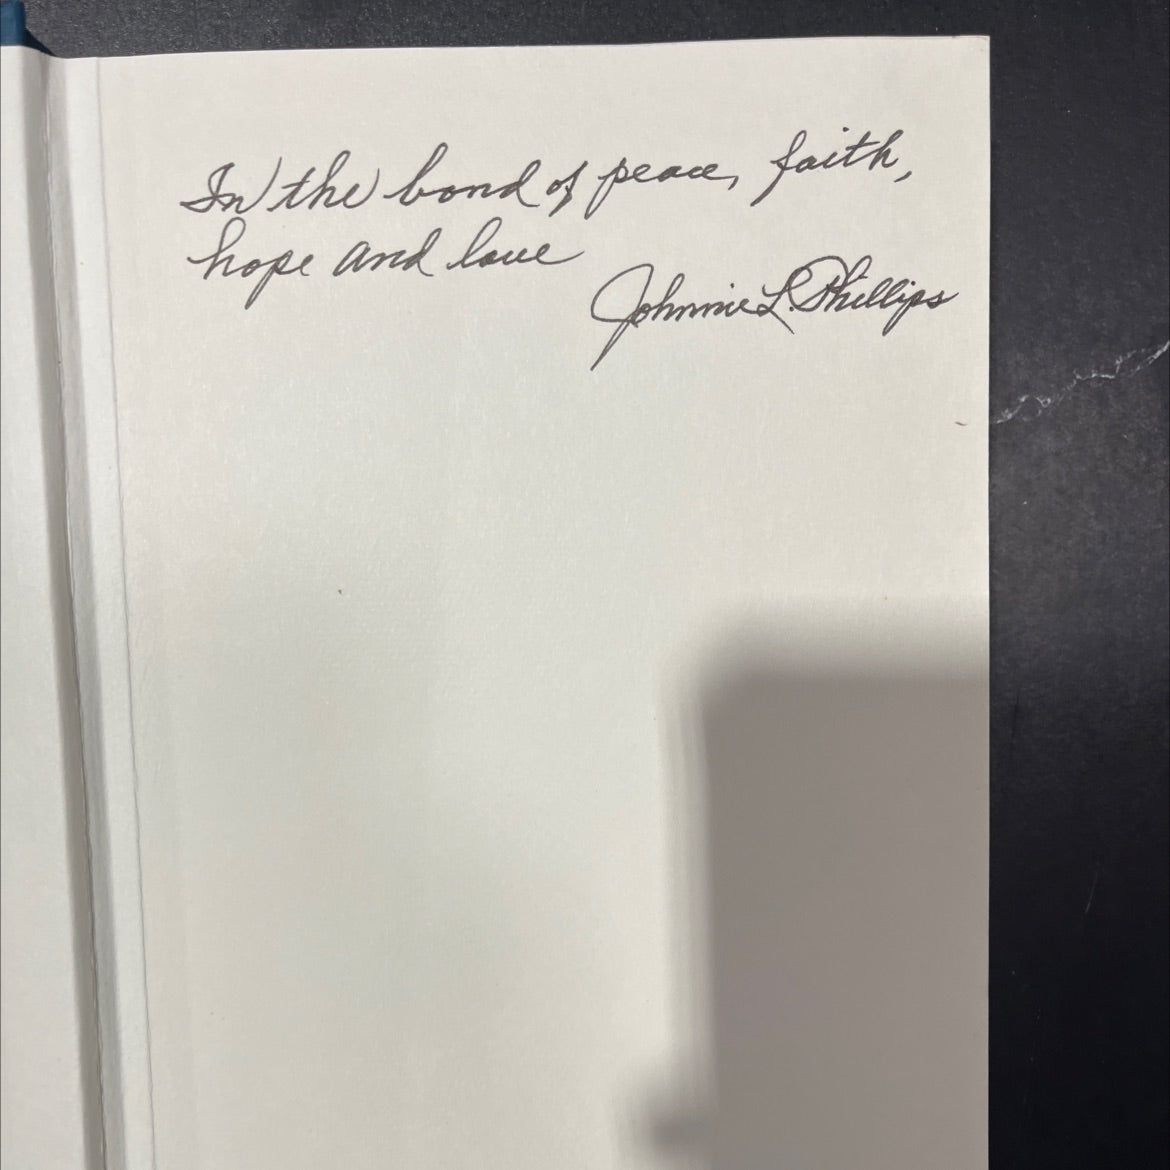 In the bond of peace, faith,
hope and love
Johnnie L. Phillips